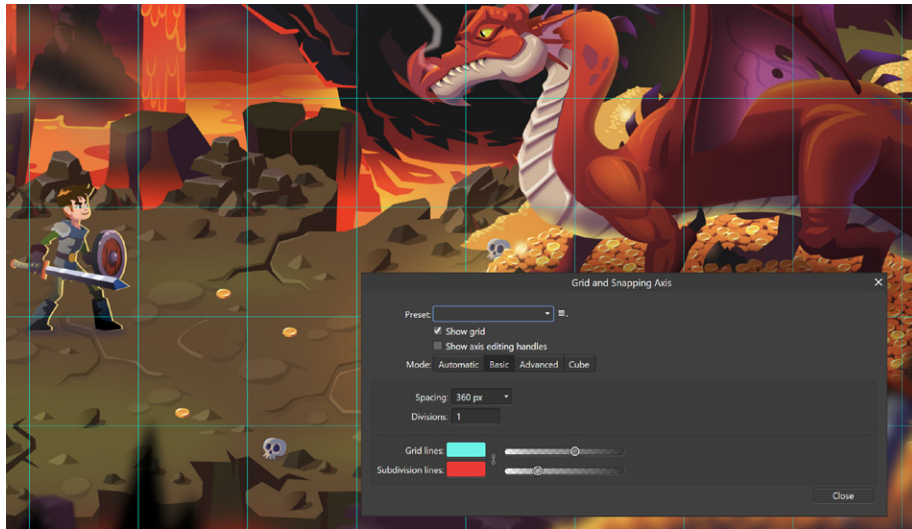 Grid and Snapping Axis
Preset:
Show grid
Show axis editing handles
Mode: Automatic Basic Advanced Cube
Spacing: 360 px
Divisions: 1
Grid lines:
Subdivision lines:
Close